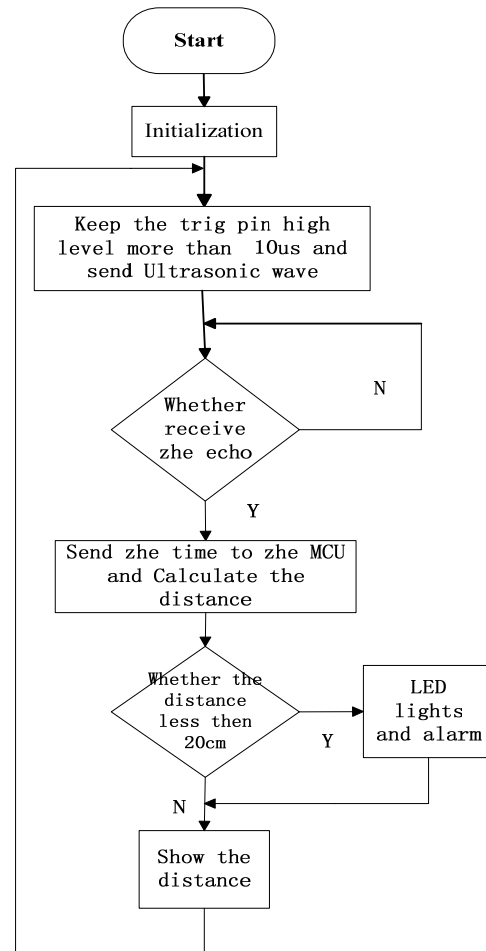 Start
Initialization
Keep the trig pin high
level more than 10us and
send Ultrasonic wave
N
Whether
receive
zhe echo
Y
Send zhe time to zhe MCU
and Calculate the
distance
Whether the
distance
less then
20cm
Y
LED
lights
and alarm
N
Show the
distance